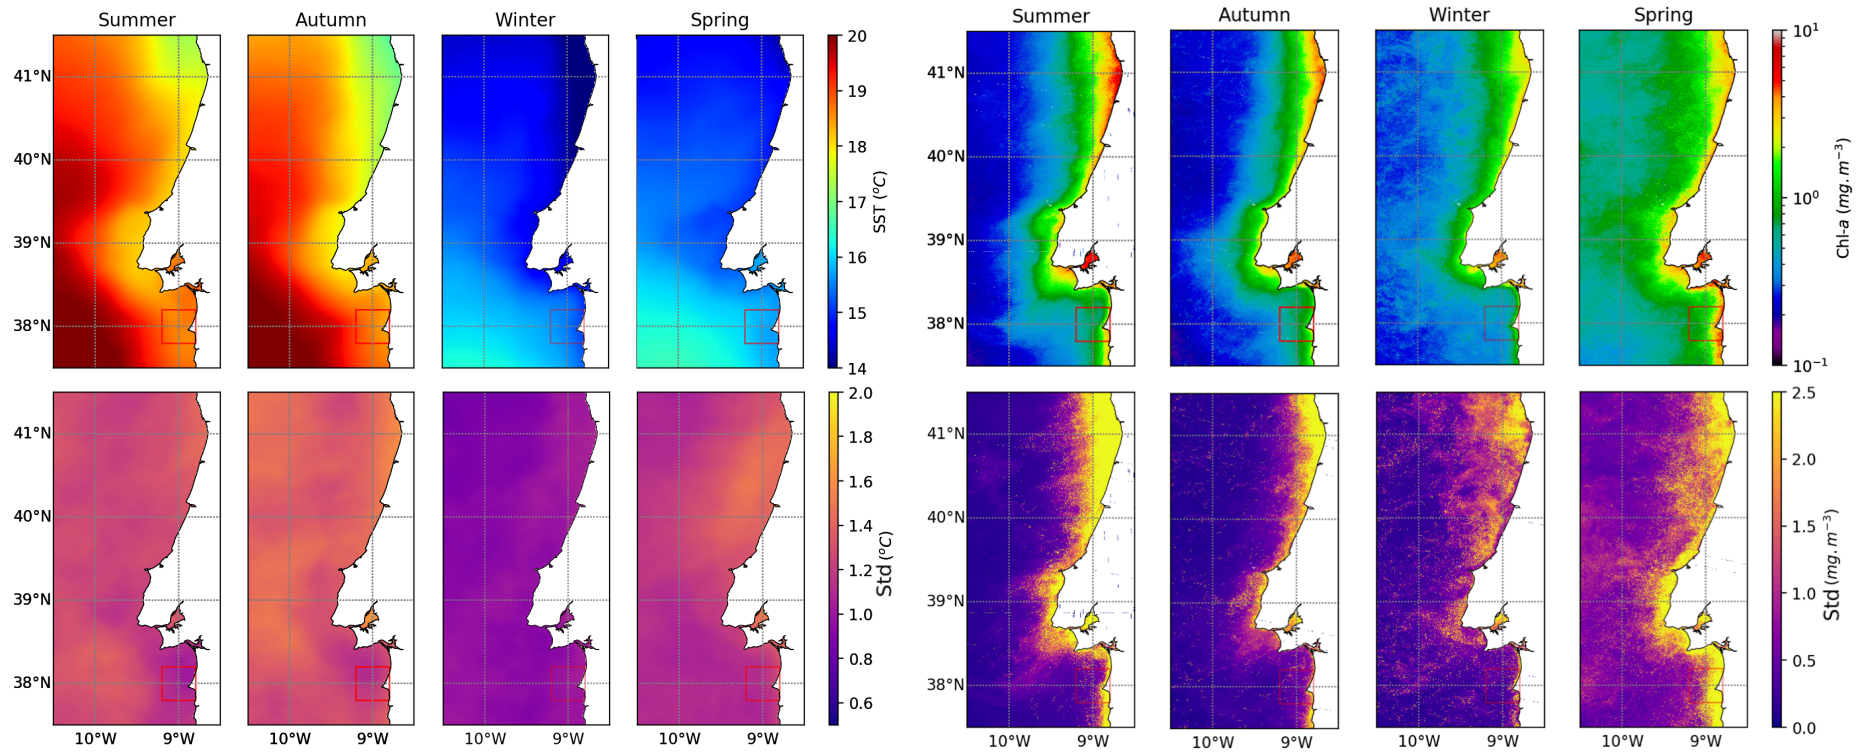 Summer Autumn Winter Spring
41°N
40°N
39°N
38°N
20
19
18
17
16
15
14
SST (°C)
41°N
40°N
39°N
38°N
10°W 9°W 10°W 9°W 10°W 9°W 10°W 9°W
2.0
1.8
1.6
1.4
1.2
1.0
0.8
0.6
Std (°C)
Summer Autumn Winter Spring
41°N
40°N
39°N
38°N
10¹
10⁰
10⁻¹
Chl-a (mg.m⁻³)
41°N
40°N
39°N
38°N
10°W 9°W 10°W 9°W 10°W 9°W 10°W 9°W
2.5
2.0
1.5
1.0
0.5
0.0
Std (mg.m⁻³)